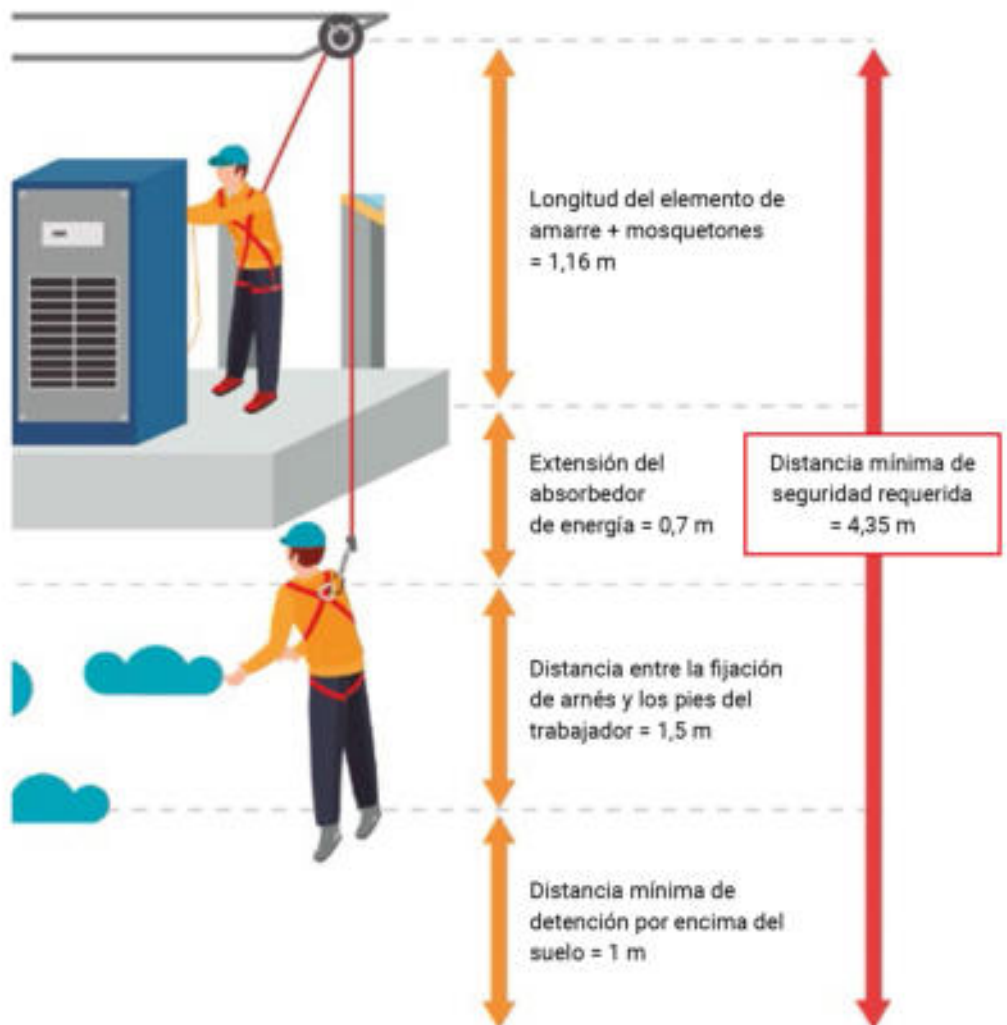 Longitud del elemento de
amarre + mosquetones
= 1,16 m
Extensión del
absorbedor
de energía = 0,7 m
Distancia mínima de
seguridad requerida
= 4,35 m
Distancia entre la fijación
de arnés y los pies del
trabajador = 1,5 m
Distancia mínima de
detención por encima del
suelo = 1 m